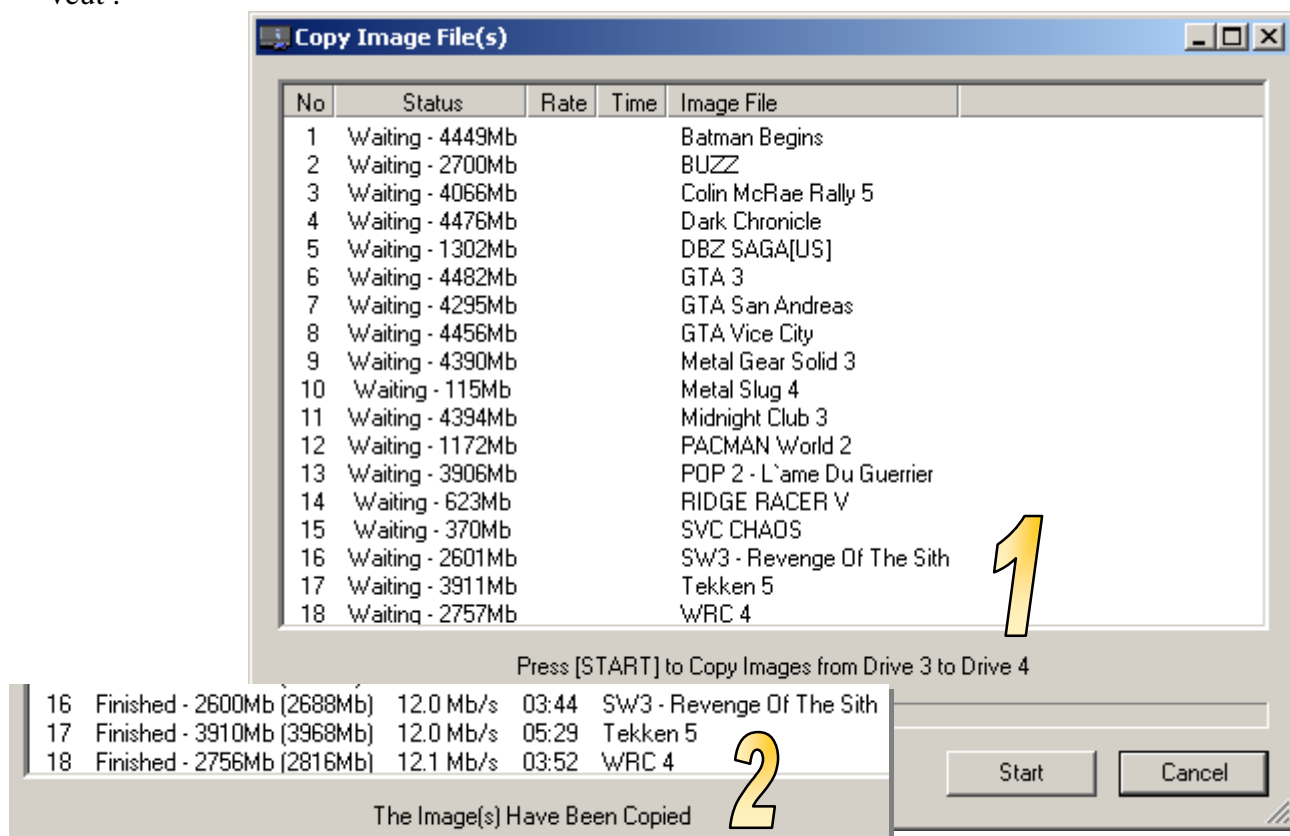 veut :
Copy Image File(s)
No Status Rate Time Image File
1 Waiting - 4449Mb Batman Begins
2 Waiting - 2700Mb BUZZ
3 Waiting - 4066Mb Colin McRae Rally 5
4 Waiting - 4476Mb Dark Chronicle
5 Waiting - 1302Mb DBZ SAGA[US]
6 Waiting - 4482Mb GTA 3
7 Waiting - 4295Mb GTA San Andreas
8 Waiting - 4456Mb GTA Vice City
9 Waiting - 4390Mb Metal Gear Solid 3
10 Waiting - 115Mb Metal Slug 4
11 Waiting - 4394Mb Midnight Club 3
12 Waiting - 1172Mb PACMAN World 2
13 Waiting - 3906Mb POP 2 - L`ame Du Guerrier
14 Waiting - 623Mb RIDGE RACER V
15 Waiting - 370Mb SVC CHAOS
16 Waiting - 2601Mb SW3 - Revenge Of The Sith
17 Waiting - 3911Mb Tekken 5
18 Waiting - 2757Mb WRC 4
1
Press [START] to Copy Images from Drive 3 to Drive 4
16 Finished - 2600Mb (2688Mb) 12.0 Mb/s 03:44 SW3 - Revenge Of The Sith
17 Finished - 3910Mb (3968Mb) 12.0 Mb/s 05:29 Tekken 5
18 Finished - 2756Mb (2816Mb) 12.1 Mb/s 03:52 WRC 4
2
Start Cancel
The Image(s) Have Been Copied